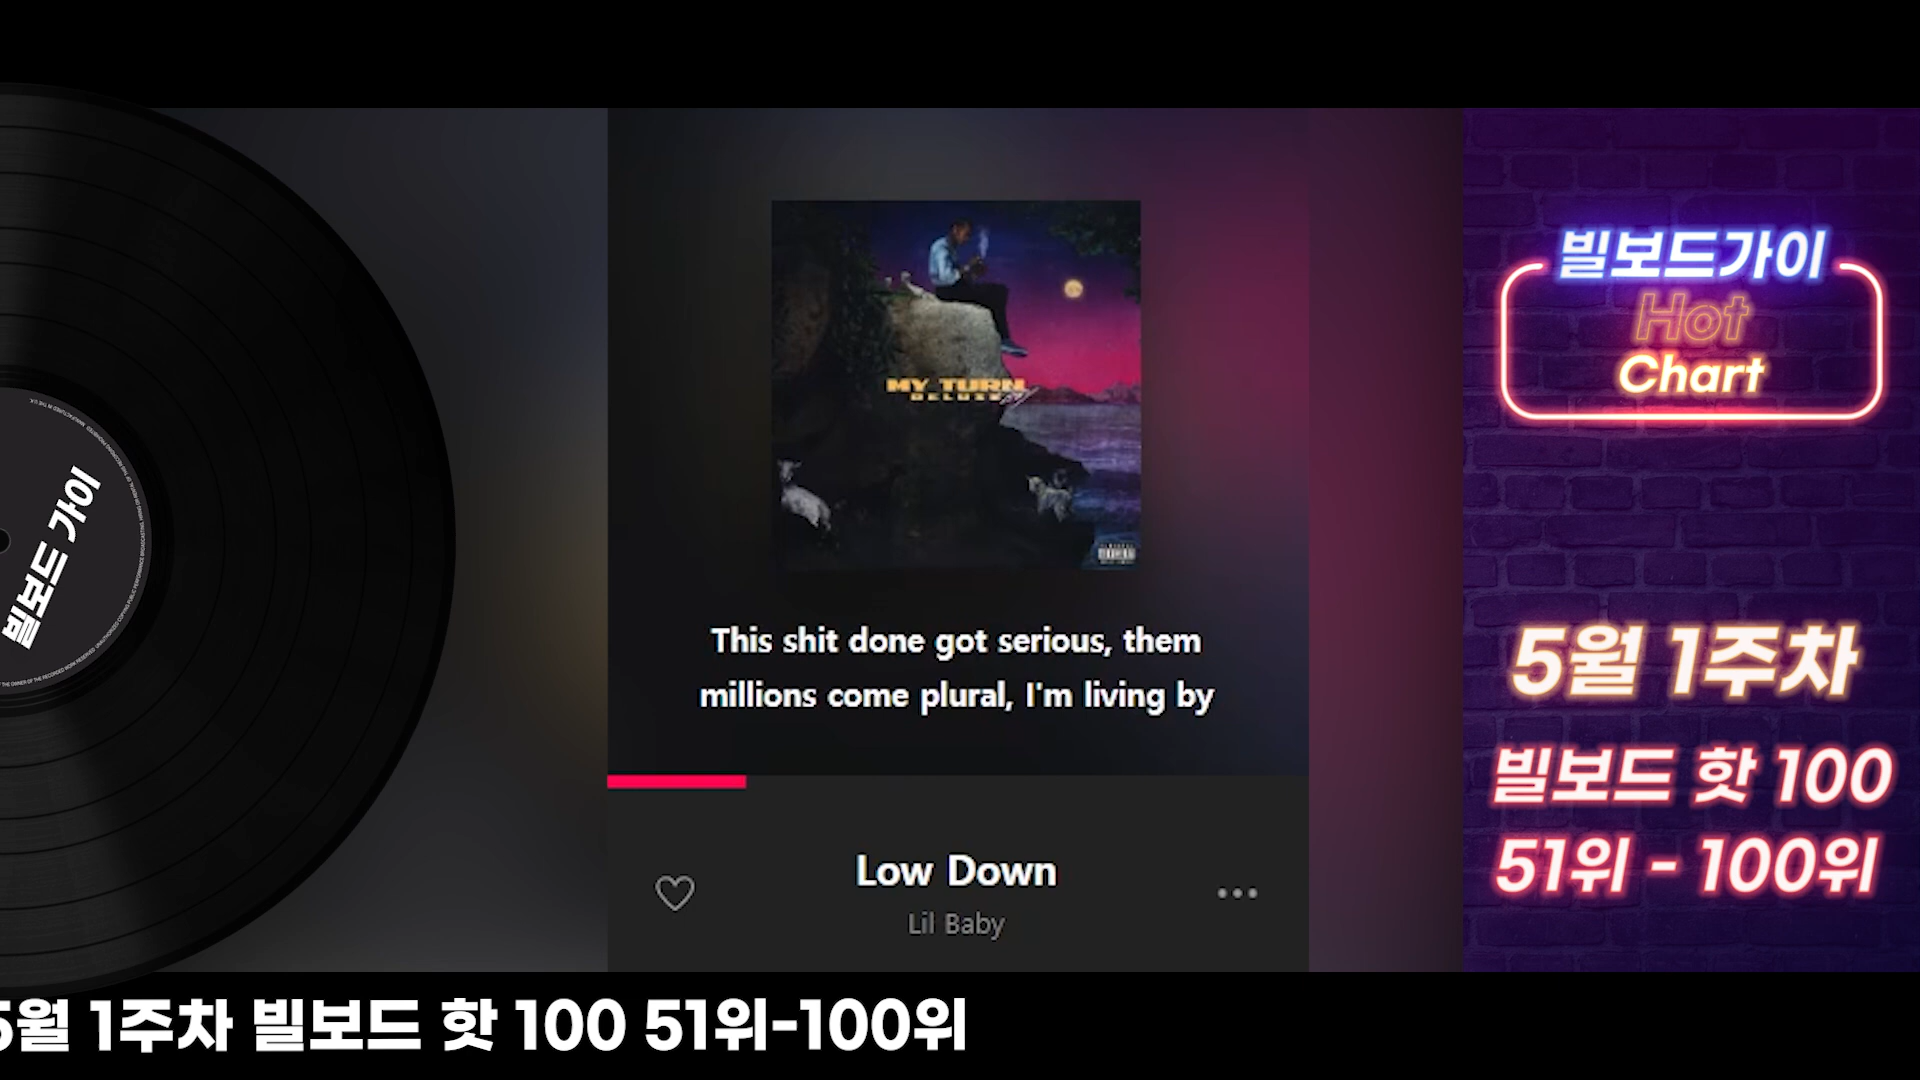 빌보드 가이
MY TURN
DELUXE
This shit done got serious, them
millions come plural, I'm living by
Low Down
Lil Baby
빌보드가이
Hot
Chart
5월 1주차
빌보드 핫 100
51위 - 100위
5월 1주차 빌보드 핫 100 51위-100위